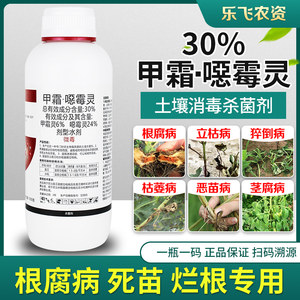 乐飞农资
30%
甲霜·噁霉灵
土壤消毒杀菌剂
甲霜·噁霉灵
总有效成分含量:30%
有效成分及其含量:
甲霜灵6% 噁霉灵24%
剂型:水剂
微毒
根腐病 立枯病 猝倒病
枯萎病 恶苗病 茎腐病
一瓶一码 正品保证 扫码溯源
根腐病 死苗 烂根专用